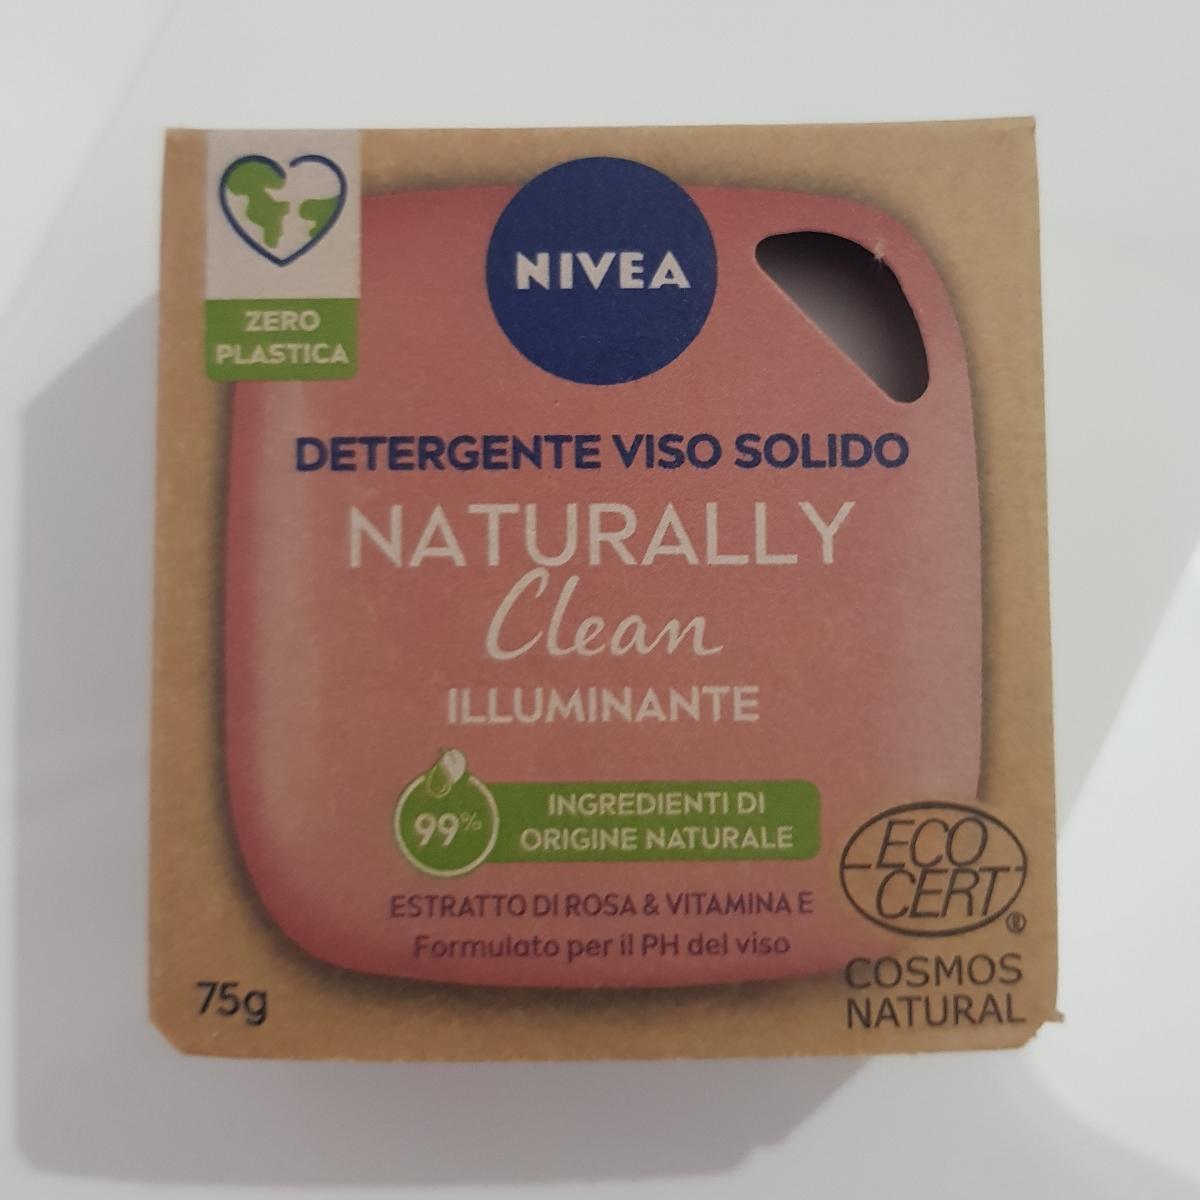 ZERO
PLASTICA
NIVEA
DETERGENTE VISO SOLIDO
NATURALLY
Clean
ILLUMINANTE
99%
INGREDIENTI DI
ORIGINE NATURALE
ESTRATTO DI ROSA & VITAMINA E
Formulato per il PH del viso
75g
ECO
CERT®
COSMOS
NATURAL